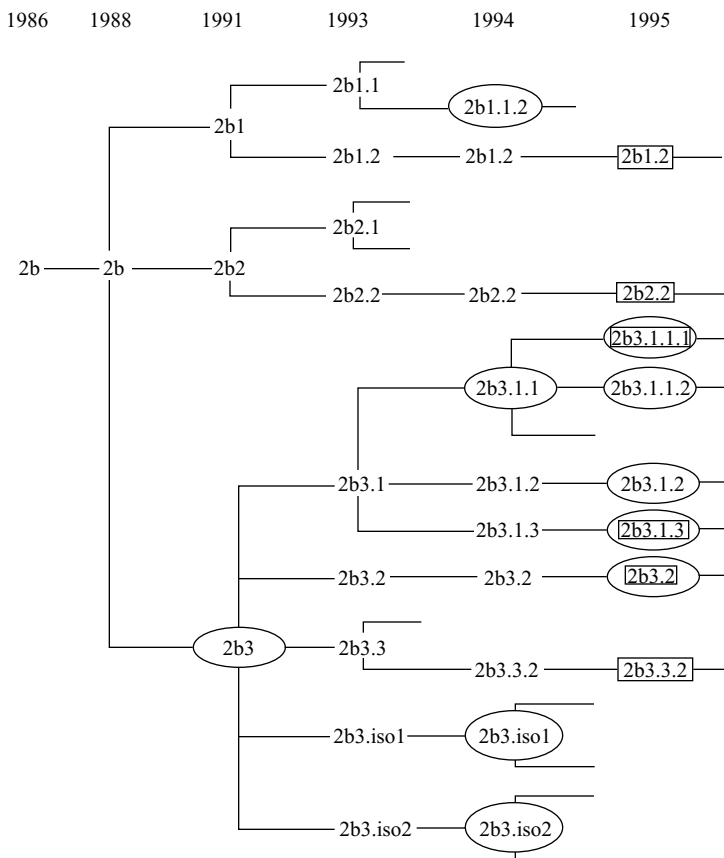 1986 1988 1991 1993 1994 1995
2b1.1
2b1.1.2
2b1
2b1.2 2b1.2 2b1.2
2b2.1
2b 2b 2b2
2b2.2 2b2.2 2b2.2
2b3.1.1.1
2b3.1.1 2b3.1.1.2
2b3.1 2b3.1.2 2b3.1.2
2b3.1.3 2b3.1.3
2b3.2 2b3.2 2b3.2
2b3 2b3.3
2b3.3.2 2b3.3.2
2b3.iso1 2b3.iso1
2b3.iso2 2b3.iso2